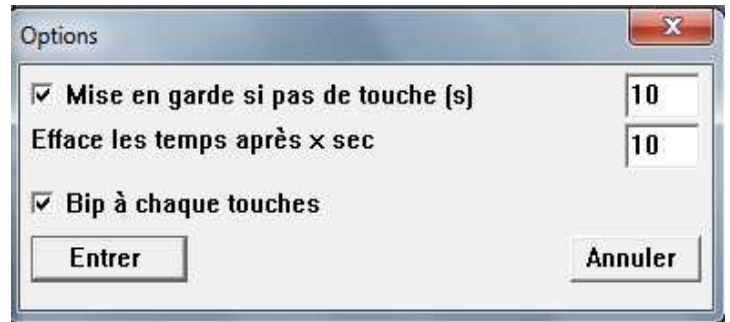 Options
Mise en garde si pas de touche (s) 10
Efface les temps après x sec 10
Bip à chaque touches
Entrer Annuler